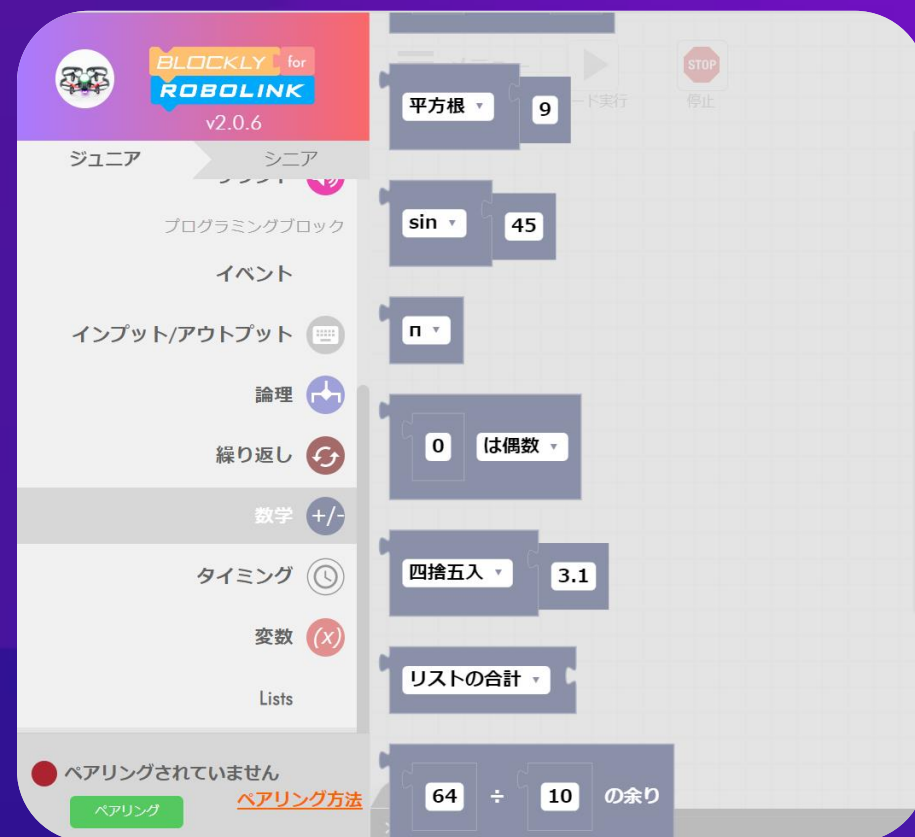 BLOCKLY for
ROBOLINK
v2.0.6
ジュニア
シニア
プログラミングブロック
イベント
インプット/アウトプット
論理
繰り返し
数学 +/-
タイミング
変数 (x)
Lists
ペアリングされていません
ペアリング
ペアリング方法
STOP
ド実行
停止
平方根 9
sin 45
π
0 は偶数
四捨五入 3.1
リストの合計
64 ÷ 10 の余り